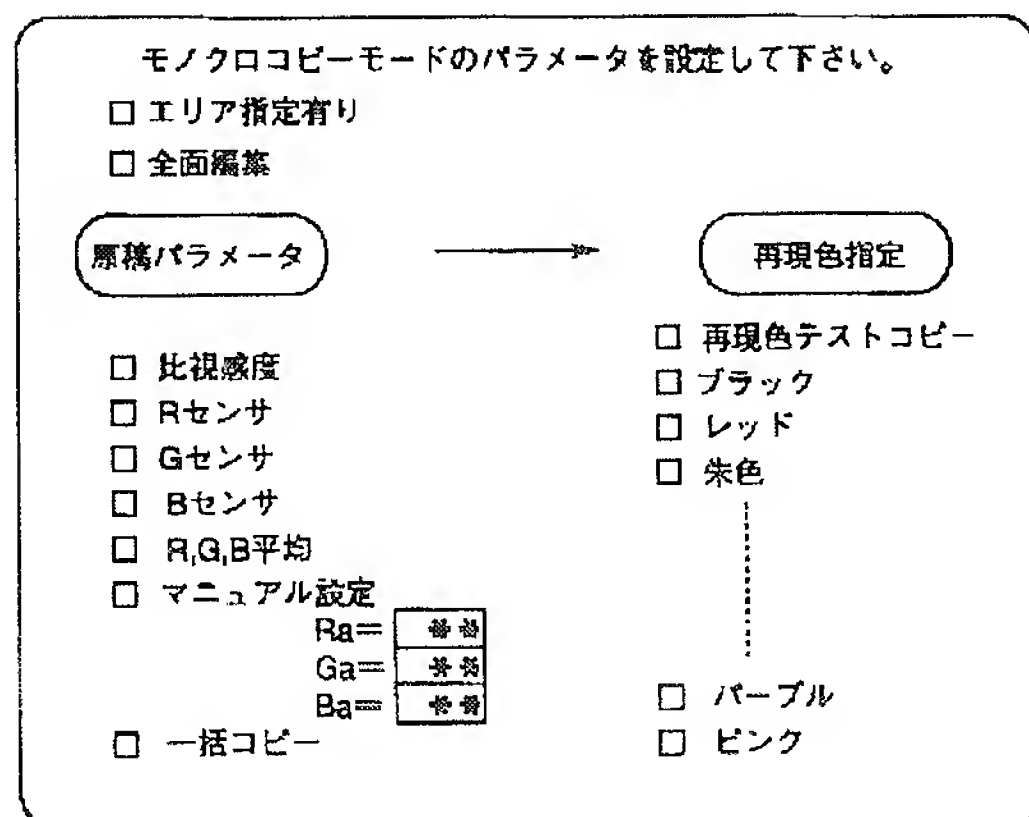 モノクロコピーモードのパラメータを設定して下さい。
□ エリア指定有り
□ 全面編集
原稿パラメータ
□ 比視感度
□ Rセンサ
□ Gセンサ
□ Bセンサ
□ R,G,B平均
□ マニュアル設定
Ra= **
Ga= **
Ba= **
□ 一括コピー
再現色指定
□ 再現色テストコピー
□ ブラック
□ レッド
□ 朱色
□ パープル
□ ピンク